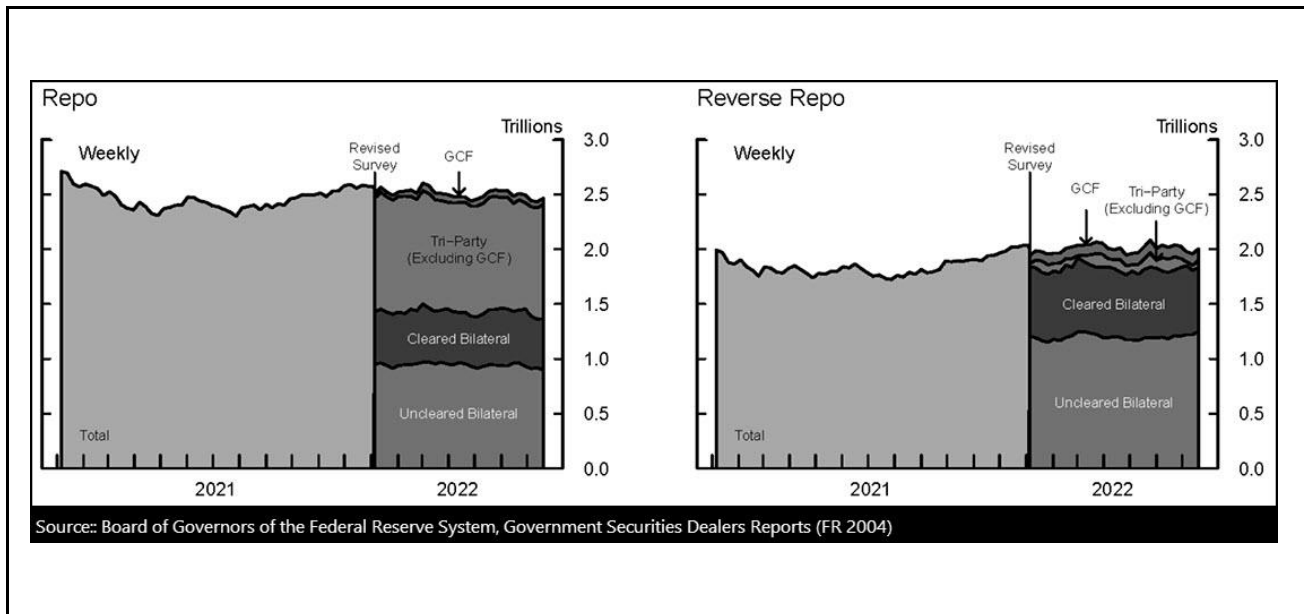 Repo
Trillions
Weekly
Revised
Survey
GCF
Tri-Party
(Excluding GCF)
Cleared Bilateral
Uncleared Bilateral
Total
3.0
2.5
2.0
1.5
1.0
0.5
0.0
2021
2022
Reverse Repo
Trillions
Weekly
Revised
Survey
GCF
Tri-Party
(Excluding GCF)
Cleared Bilateral
Uncleared Bilateral
Total
3.0
2.5
2.0
1.5
1.0
0.5
0.0
2021
2022
Source:: Board of Governors of the Federal Reserve System, Government Securities Dealers Reports (FR 2004)